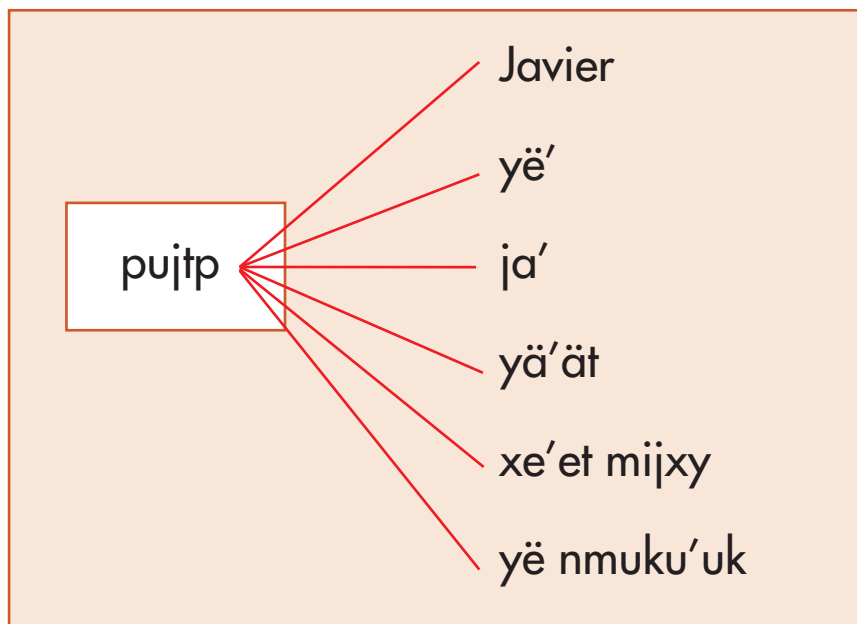 Javier
yë’
pujtp
ja’
yä’ät
xe’et mijxy
yë nmuku’uk